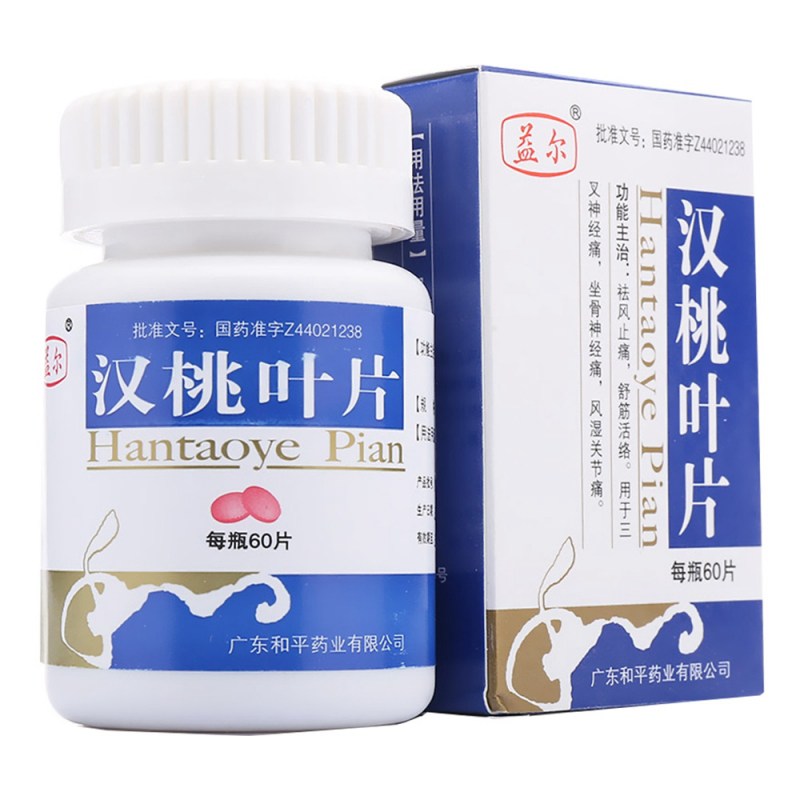 益尔
®
批准文号：国药准字Z44021238
汉桃叶片
Hantaoye Pian
每瓶60片
广东和平药业有限公司
【用法用量】
益尔
®
批准文号：国药准字Z44021238
汉桃叶片
Hantaoye Pian
功能主治：祛风止痛，舒筋活络。用于三
叉神经痛，坐骨神经痛，风湿关节痛。
每瓶60片
广东和平药业有限公司